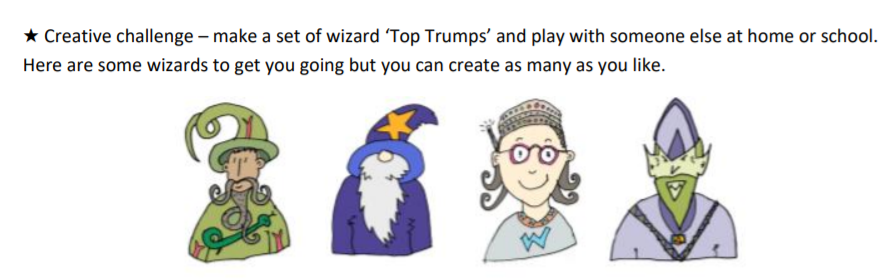 ★ Creative challenge – make a set of wizard ‘Top Trumps’ and play with someone else at home or school.
Here are some wizards to get you going but you can create as many as you like.
W